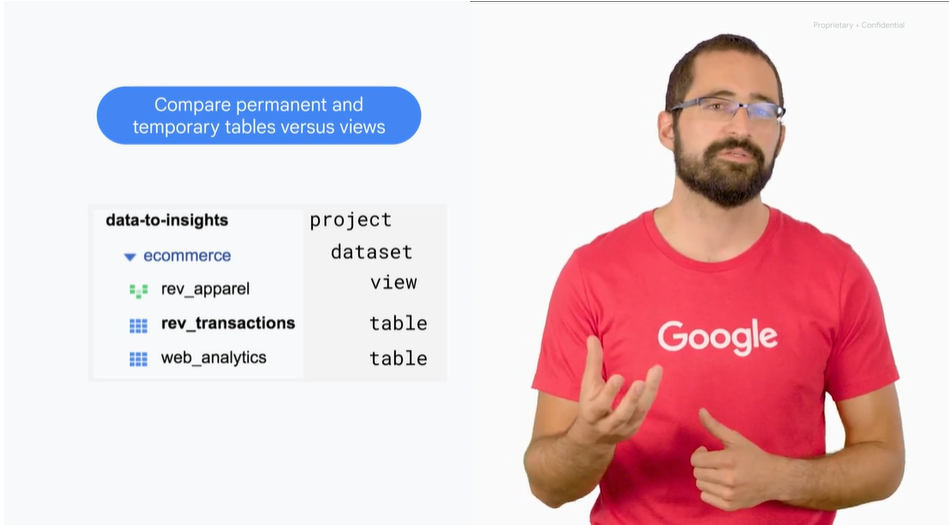 Proprietary + Confidential
Compare permanent and
temporary tables versus views
data-to-insights project
ecommerce dataset
rev_apparel view
rev_transactions table
web_analytics table
Google